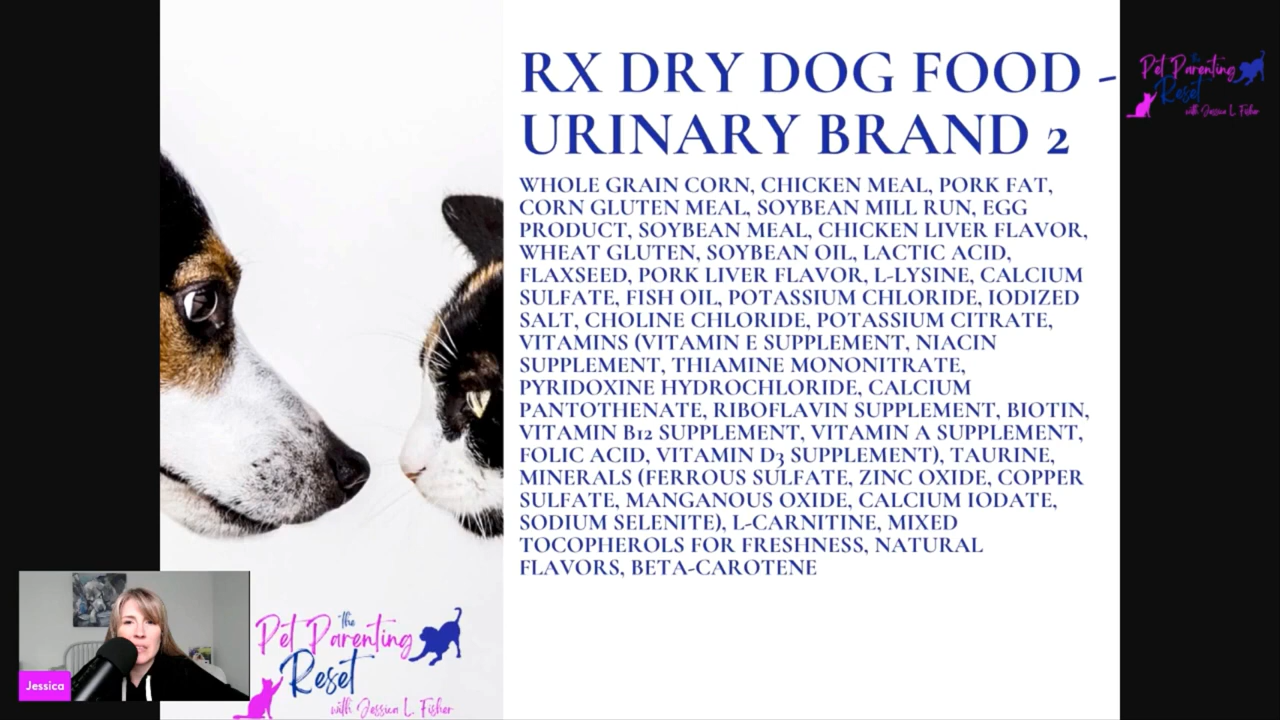 RX DRY DOG FOOD -
URINARY BRAND 2
WHOLE GRAIN CORN, CHICKEN MEAL, PORK FAT,
CORN GLUTEN MEAL, SOYBEAN MILL RUN, EGG
PRODUCT, SOYBEAN MEAL, CHICKEN LIVER FLAVOR,
WHEAT GLUTEN, SOYBEAN OIL, LACTIC ACID,
FLAXSEED, PORK LIVER FLAVOR, L-LYSINE, CALCIUM
SULFATE, FISH OIL, POTASSIUM CHLORIDE, IODIZED
SALT, CHOLINE CHLORIDE, POTASSIUM CITRATE,
VITAMINS (VITAMIN E SUPPLEMENT, NIACIN
SUPPLEMENT, THIAMINE MONONITRATE,
PYRIDOXINE HYDROCHLORIDE, CALCIUM
PANTOTHENATE, RIBOFLAVIN SUPPLEMENT, BIOTIN,
VITAMIN B12 SUPPLEMENT, VITAMIN A SUPPLEMENT,
FOLIC ACID, VITAMIN D3 SUPPLEMENT), TAURINE,
MINERALS (FERROUS SULFATE, ZINC OXIDE, COPPER
SULFATE, MANGANOUS OXIDE, CALCIUM IODATE,
SODIUM SELENITE), L-CARNITINE, MIXED
TOCOPHEROLS FOR FRESHNESS, NATURAL
FLAVORS, BETA-CAROTENE
the
Pet Parenting
Reset
with Jessica L. Fisher
the
Pet Parenting
Reset
with Jessica L. Fisher
Jessica